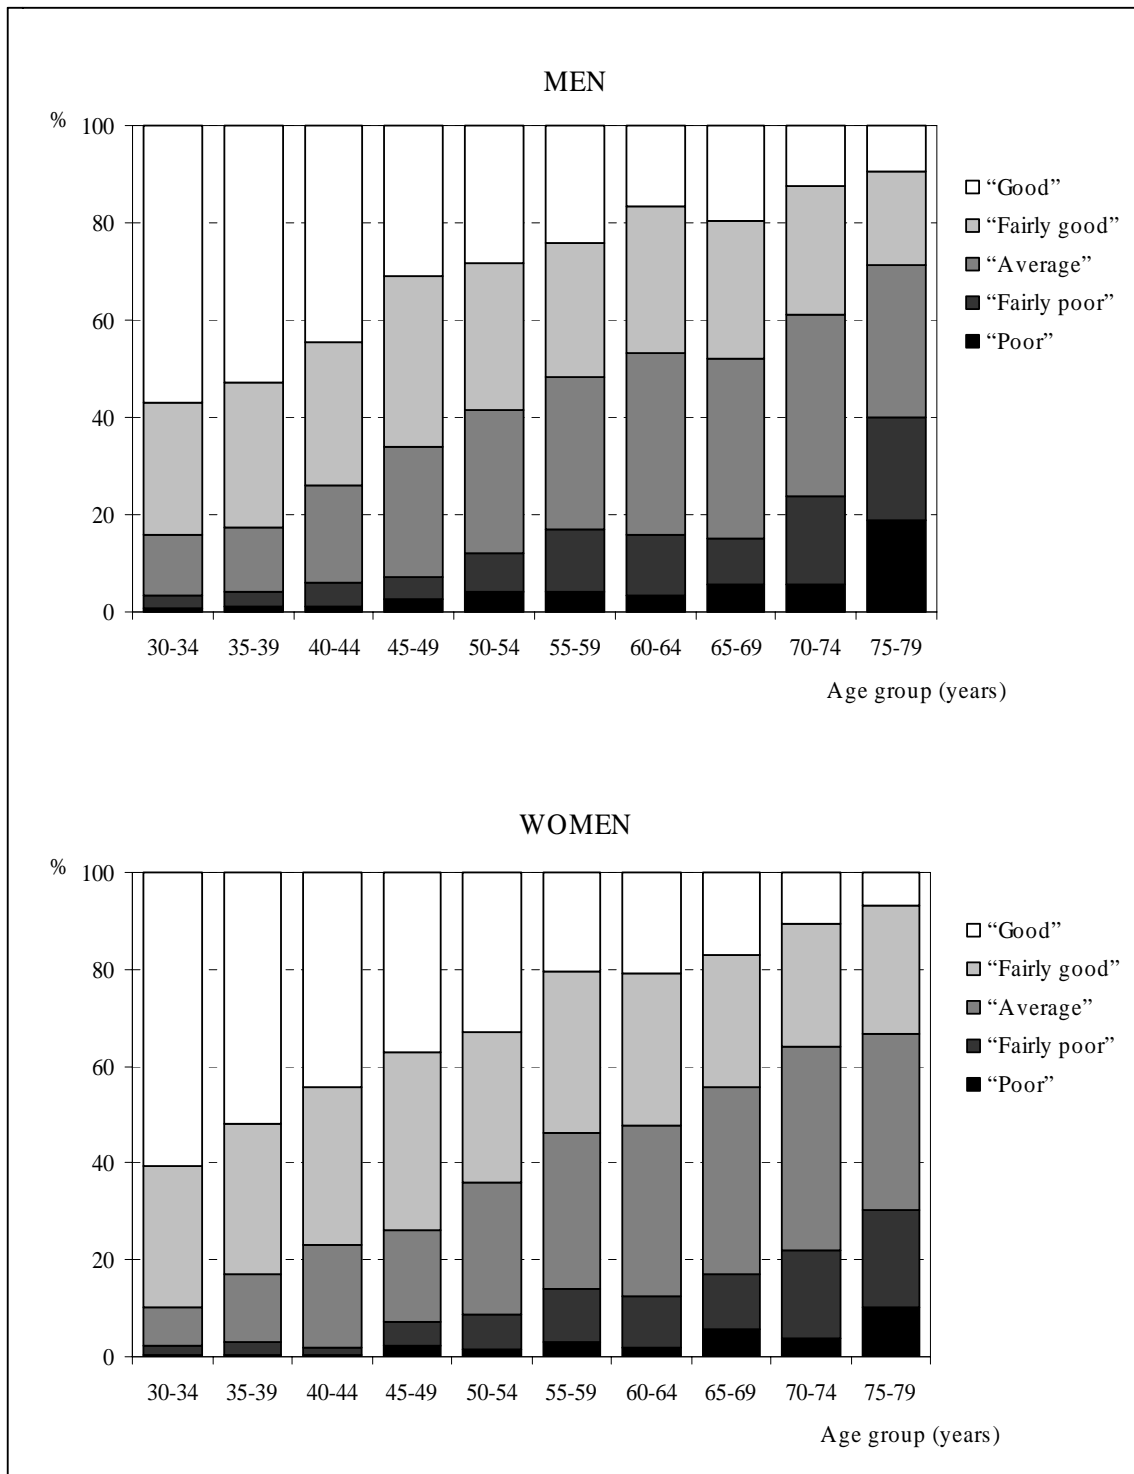 MEN
%
100
80
60
40
20
0
30-34 35-39 40-44 45-49 50-54 55-59 60-64 65-69 70-74 75-79
Age group (years)
“Good”
“Fairly good”
“Average”
“Fairly poor”
“Poor”
WOMEN
%
100
80
60
40
20
0
30-34 35-39 40-44 45-49 50-54 55-59 60-64 65-69 70-74 75-79
Age group (years)
“Good”
“Fairly good”
“Average”
“Fairly poor”
“Poor”